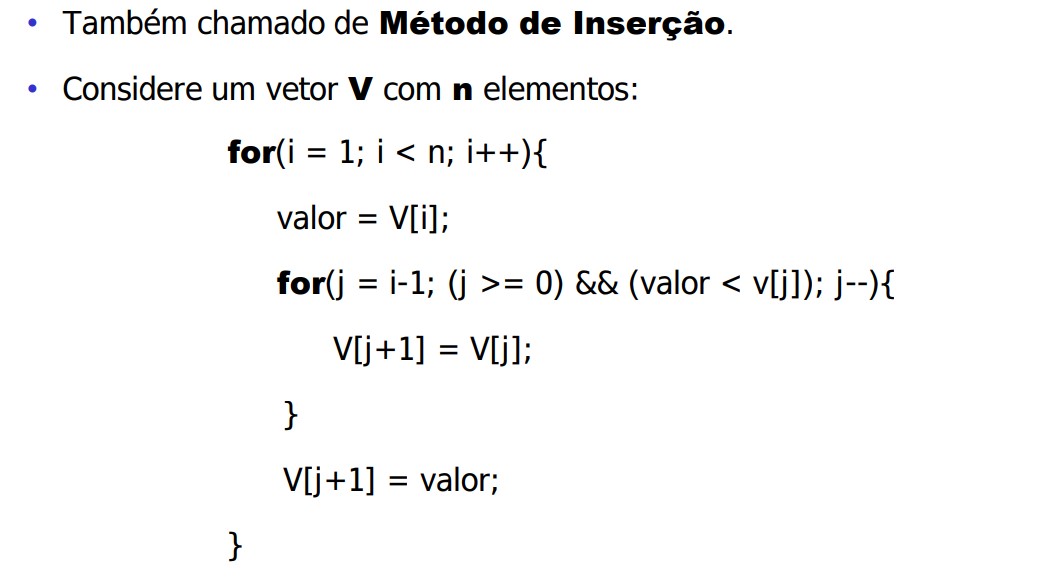 • Também chamado de Método de Inserção.
• Considere um vetor V com n elementos:
for(i = 1; i < n; i++){
valor = V[i];
for(j = i-1; (j >= 0) && (valor < v[j]); j--){
V[j+1] = V[j];
}
V[j+1] = valor;
}